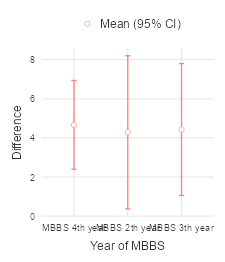 Mean (95% CI)
8
6
4
2
0
Difference
MBBS 4th year MBBS 2th year MBBS 3th year
Year of MBBS